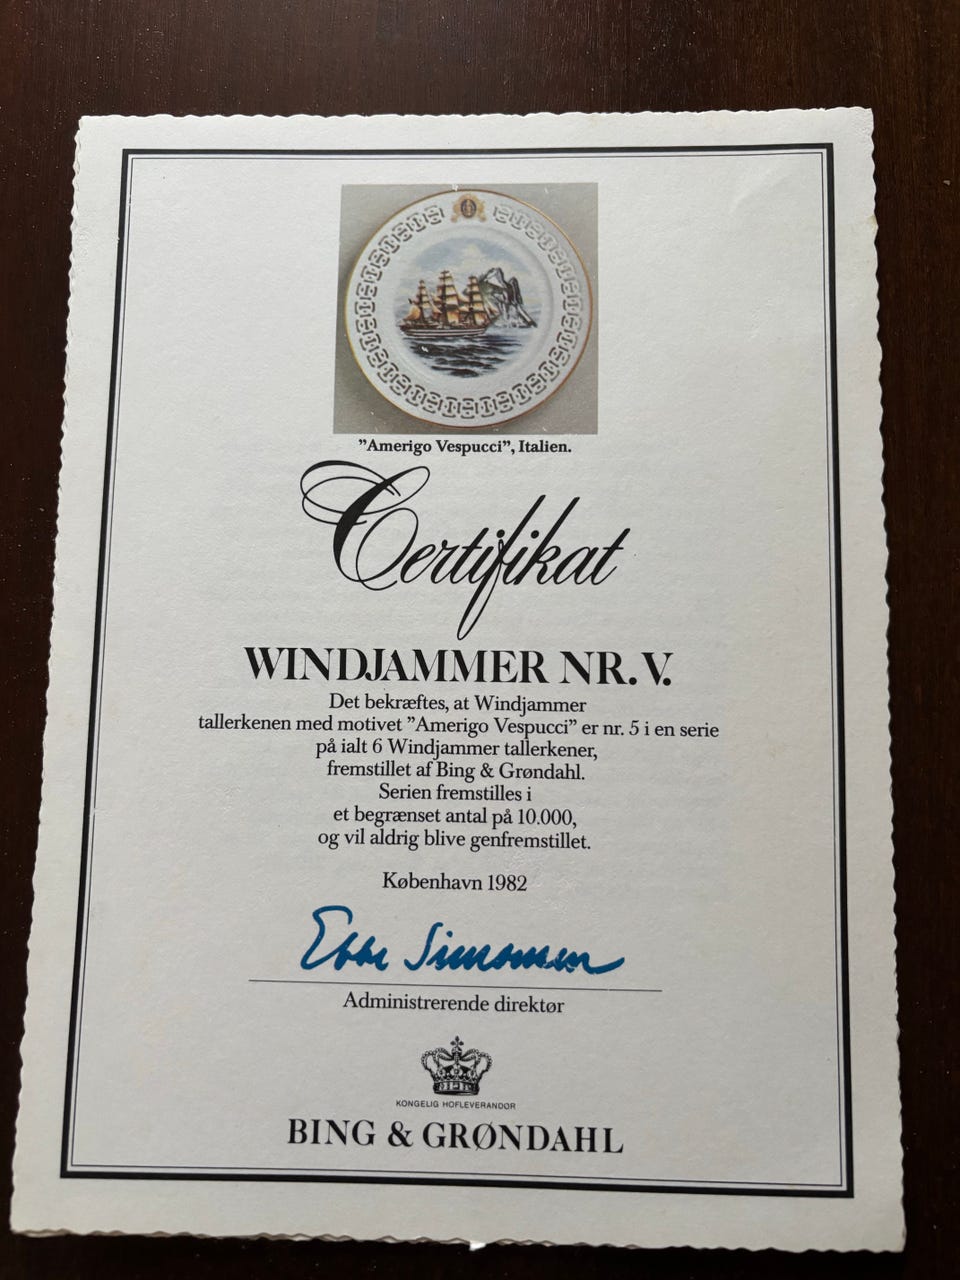 ”Amerigo Vespucci”, Italien.
Certifikat
WINDJAMMER NR. V.
Det bekræftes, at Windjammer
tallerkenen med motivet ”Amerigo Vespucci” er nr. 5 i en serie
på ialt 6 Windjammer tallerkener,
fremstillet af Bing & Grøndahl.
Serien fremstilles i
et begrænset antal på 10.000,
og vil aldrig blive genfremstillet.
København 1982
Ebbe Simonsen
Administrerende direktør
KONGELIG HOFLEVERANDØR
BING & GRØNDAHL